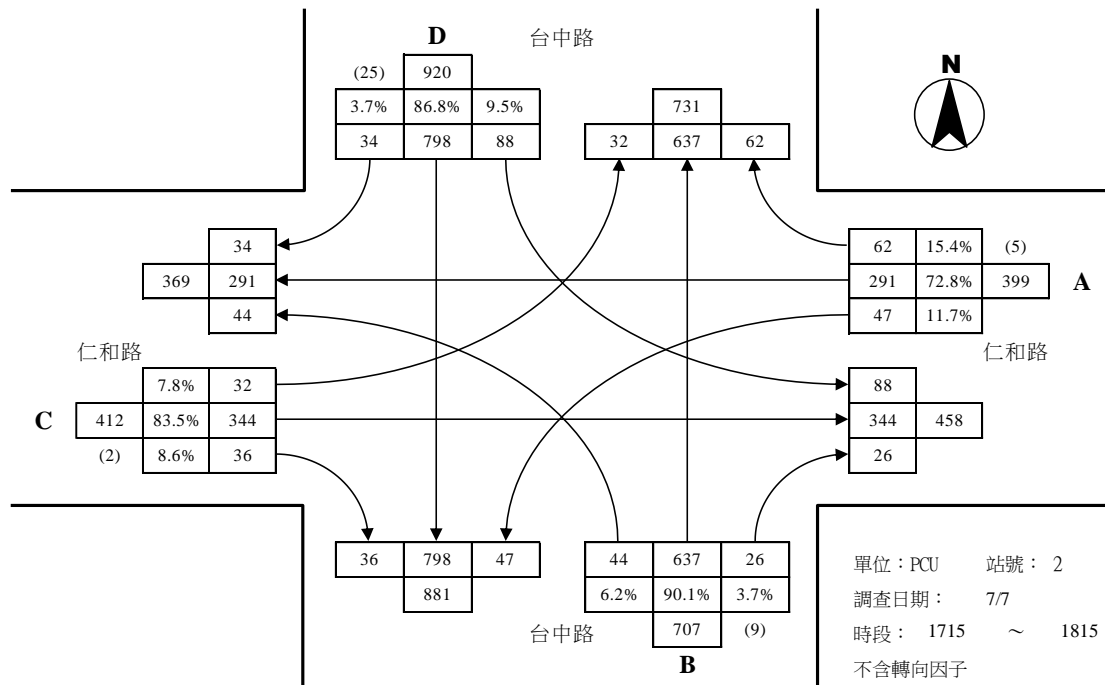 D
台中路
N
(25) 920
3.7% 86.8% 9.5%
34 798 88
731
32 637 62
34
369 291
44
62 15.4% (5)
291 72.8% 399
47 11.7%
A
仁和路
仁和路
7.8% 32
412 83.5% 344
(2) 8.6% 36
C
88
344 458
26
36 798 47
881
44 637 26
6.2% 90.1% 3.7%
707 (9)
台中路
B
單位：PCU 站號： 2
調查日期： 7/7
時段： 1715 ～ 1815
不含轉向因子